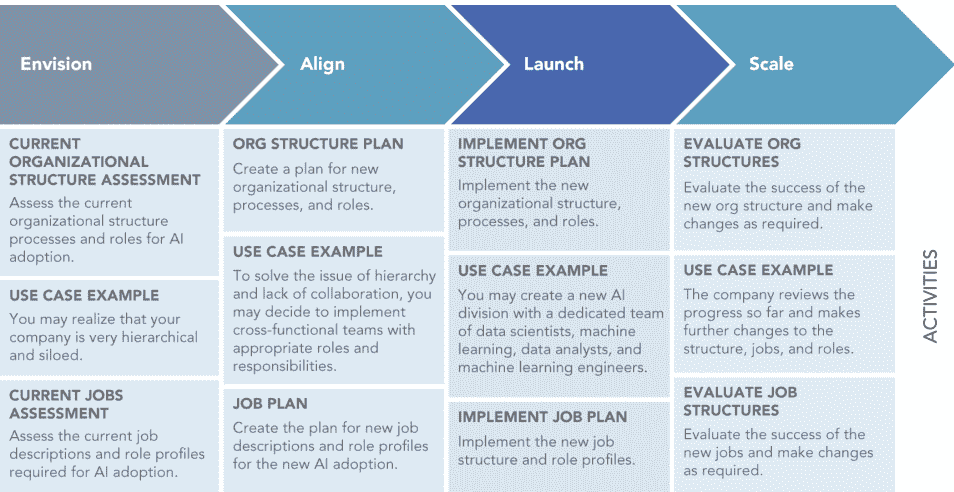 Envision
Align
Launch
Scale
CURRENT
ORGANIZATIONAL
STRUCTURE ASSESSMENT
Assess the current
organizational structure
processes and roles for AI
adoption.
USE CASE EXAMPLE
You may realize that your
company is very hierarchical
and siloed.
CURRENT JOBS
ASSESSMENT
Assess the current job
descriptions and role profiles
required for AI adoption.
ORG STRUCTURE PLAN
Create a plan for new
organizational structure,
processes, and roles.
USE CASE EXAMPLE
To solve the issue of hierarchy
and lack of collaboration, you
may decide to implement
cross-functional teams with
appropriate roles and
responsibilities.
JOB PLAN
Create the plan for new job
descriptions and role profiles
for the new AI adoption.
IMPLEMENT ORG
STRUCTURE PLAN
Implement the new
organizational structure,
processes, and roles.
USE CASE EXAMPLE
You may create a new AI
division with a dedicated team
of data scientists, machine
learning, data analysts, and
machine learning engineers.
IMPLEMENT JOB PLAN
Implement the new job
structure and role profiles.
EVALUATE ORG
STRUCTURES
Evaluate the success of the
new org structure and make
changes as required.
USE CASE EXAMPLE
The company reviews the
progress so far and makes
further changes to the
structure, jobs, and roles.
EVALUATE JOB
STRUCTURES
Evaluate the success of the
new jobs and make changes
as required.
ACTIVITIES